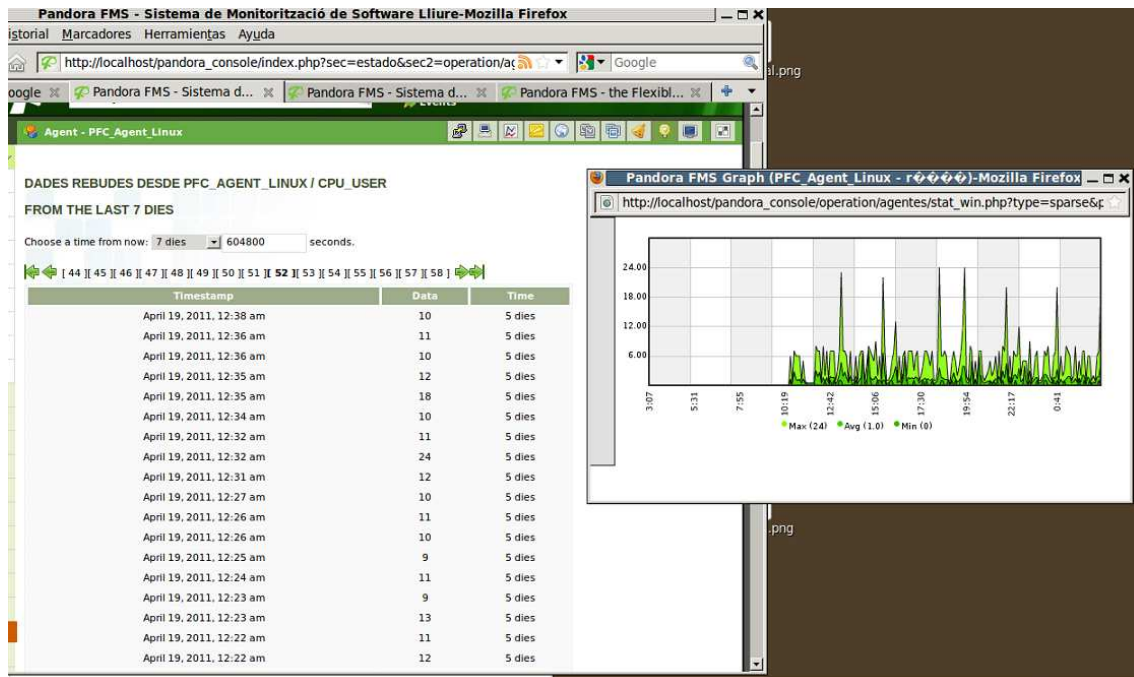 Pandora FMS - Sistema de Monitorització de Software Lliure-Mozilla Firefox
istorial Marcadores Herramientas Ayuda
http://localhost/pandora_console/index.php?sec=estado&sec2=operation/ag
Google
oogle Pandora FMS - Sistema d... Pandora FMS - Sistema d... Pandora FMS - the Flexibl...
Events
Agent - PFC_Agent_Linux
DADES REBUDES DESDE PFC_AGENT_LINUX / CPU_USER
FROM THE LAST 7 DIES
Choose a time from now: 7 dies 604800 seconds.
[ 44 ][ 45 ][ 46 ][ 47 ][ 48 ][ 49 ][ 50 ][ 51 ][ 52 ][ 53 ][ 54 ][ 55 ][ 56 ][ 57 ][ 58 ]
Timestamp Data Time
April 19, 2011, 12:38 am 10 5 dies
April 19, 2011, 12:36 am 11 5 dies
April 19, 2011, 12:36 am 10 5 dies
April 19, 2011, 12:35 am 12 5 dies
April 19, 2011, 12:35 am 18 5 dies
April 19, 2011, 12:34 am 10 5 dies
April 19, 2011, 12:32 am 11 5 dies
April 19, 2011, 12:32 am 24 5 dies
April 19, 2011, 12:31 am 12 5 dies
April 19, 2011, 12:27 am 10 5 dies
April 19, 2011, 12:26 am 11 5 dies
April 19, 2011, 12:26 am 10 5 dies
April 19, 2011, 12:25 am 9 5 dies
April 19, 2011, 12:24 am 11 5 dies
April 19, 2011, 12:23 am 9 5 dies
April 19, 2011, 12:23 am 13 5 dies
April 19, 2011, 12:22 am 11 5 dies
April 19, 2011, 12:22 am 12 5 dies
al.png
Pandora FMS Graph (PFC_Agent_Linux - r����)-Mozilla Firefox
http://localhost/pandora_console/operation/agentes/stat_win.php?type=sparse&p
24.00
18.00
12.00
6.00
3:07 5:31 7:55 10:19 12:42 15:06 17:30 19:54 22:17 0:41
Max (24) Avg (1.0) Min (0)
.png